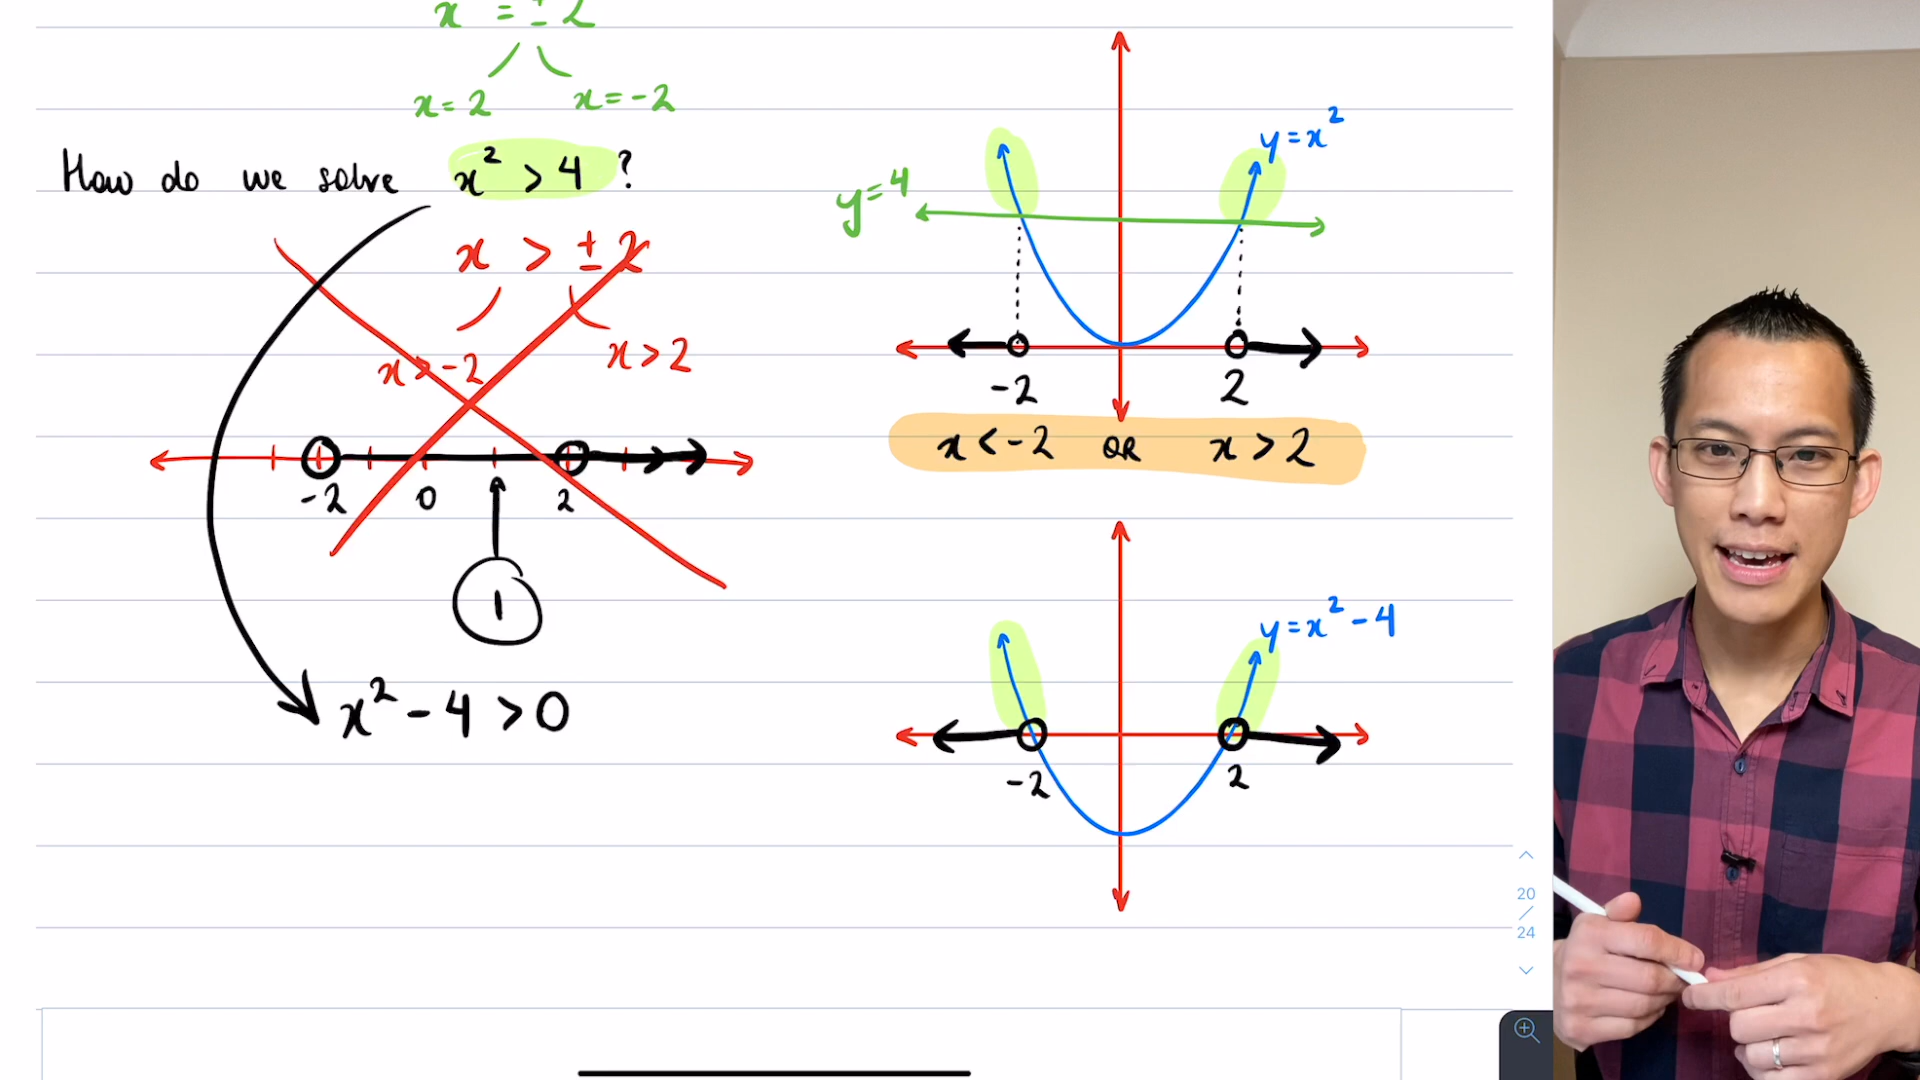 x = ± 2
x = 2 x = -2
How do we solve x² > 4 ?
x > ± 2
x > -2 x > 2
-2 0 2
1
x² - 4 > 0
y = x²
y = 4
-2 2
x < -2 OR x > 2
y = x² - 4
-2 2
20
/
24